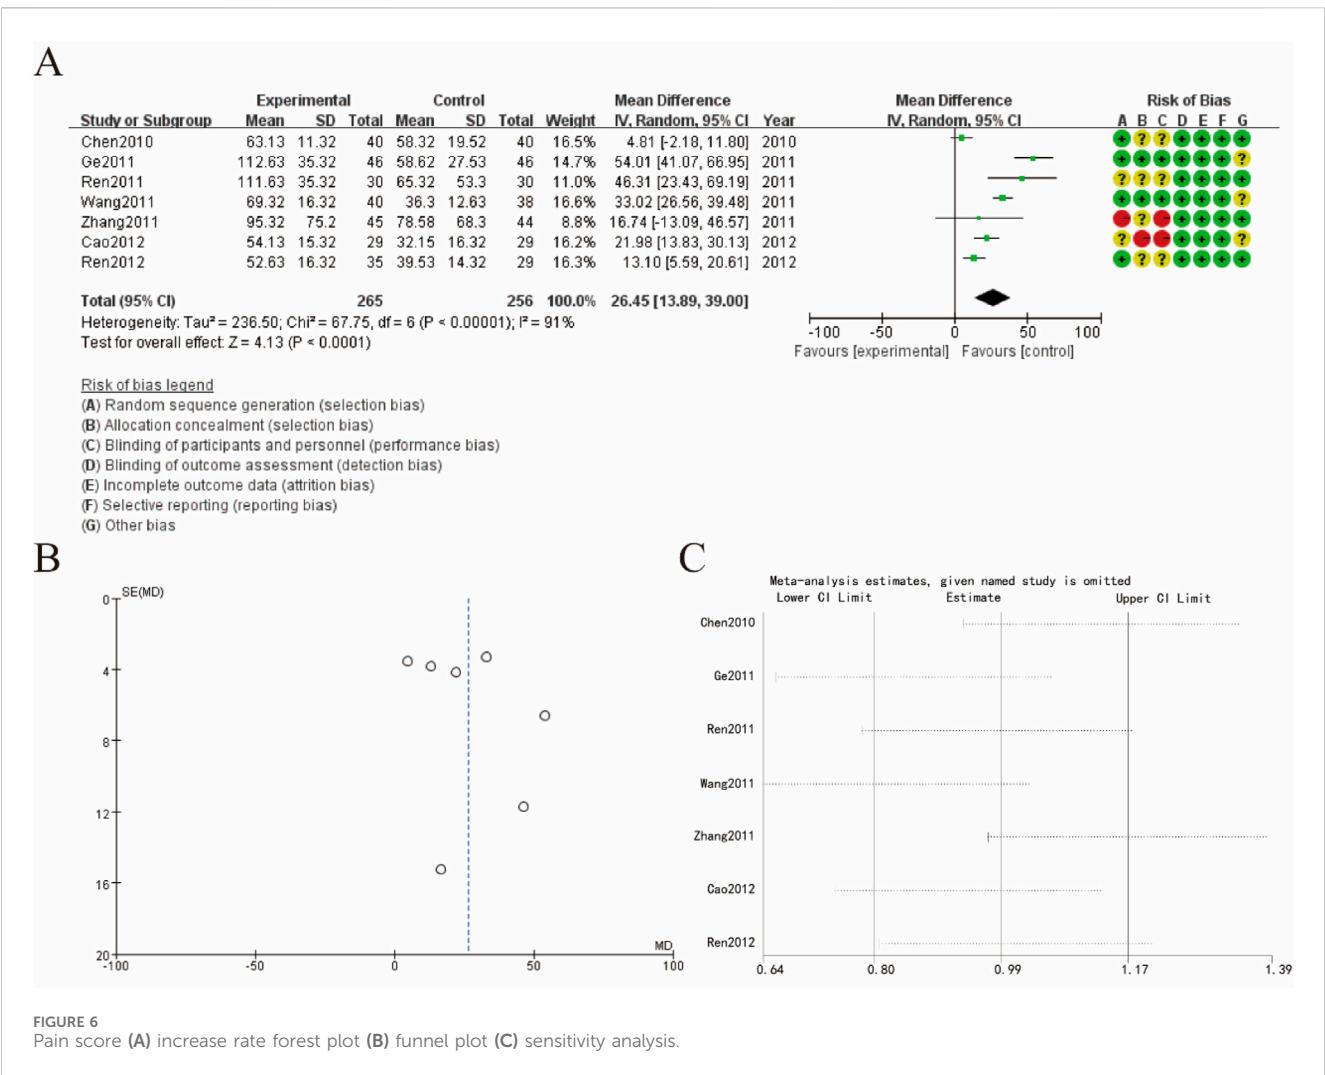 A
Experimental Control Mean Difference Mean Difference Risk of Bias
Study or Subgroup Mean SD Total Mean SD Total Weight IV, Random, 95% CI Year IV, Random, 95% CI A B C D E F G
Chen2010 63.13 11.32 40 58.32 19.52 40 16.5% 4.81 [-2.18, 11.80] 2010 + ? ? + + + +
Ge2011 112.63 35.32 46 58.62 27.53 46 14.7% 54.01 [41.07, 66.95] 2011 + + + + + + ?
Ren2011 111.63 35.32 30 65.32 53.3 30 11.0% 46.31 [23.43, 69.19] 2011 ? ? ? + + + +
Wang2011 69.32 16.32 40 36.3 12.63 38 16.6% 33.02 [26.56, 39.48] 2011 + + + + + + ?
Zhang2011 95.32 75.2 45 78.58 68.3 44 8.8% 16.74 [-13.09, 46.57] 2011 - ? - + + + +
Cao2012 54.13 15.32 29 32.15 16.32 29 16.2% 21.98 [13.83, 30.13] 2012 ? - - + + + ?
Ren2012 52.63 16.32 35 39.53 14.32 29 16.3% 13.10 [5.59, 20.61] 2012 + ? ? + + + +
Total (95% CI) 265 256 100.0% 26.45 [13.89, 39.00]
Heterogeneity: Tau² = 236.50; Chi² = 67.75, df = 6 (P < 0.00001); I² = 91%
Test for overall effect: Z = 4.13 (P < 0.0001)
-100 -50 0 50 100
Favours [experimental] Favours [control]
Risk of bias legend
(A) Random sequence generation (selection bias)
(B) Allocation concealment (selection bias)
(C) Blinding of participants and personnel (performance bias)
(D) Blinding of outcome assessment (detection bias)
(E) Incomplete outcome data (attrition bias)
(F) Selective reporting (reporting bias)
(G) Other bias
B
SE(MD)
0
4
8
12
16
20
-100 -50 0 50 100
MD
C
Meta-analysis estimates, given named study is omitted
Lower CI Limit Estimate Upper CI Limit
Chen2010
Ge2011
Ren2011
Wang2011
Zhang2011
Cao2012
Ren2012
0.64 0.80 0.99 1.17 1.39
FIGURE 6
Pain score (A) increase rate forest plot (B) funnel plot (C) sensitivity analysis.